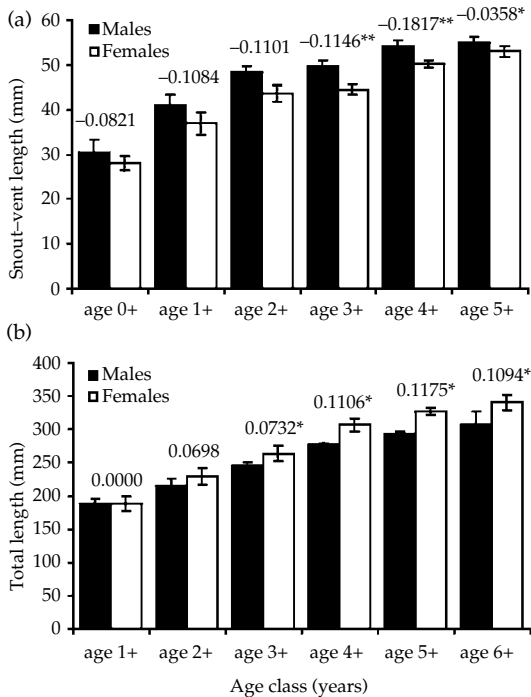 (a)
Males
Females
−0.0821
−0.1084
−0.1101
−0.1146**
−0.1817**
−0.0358*
Snout–vent length (mm)
60
50
40
30
20
10
0
age 0+ age 1+ age 2+ age 3+ age 4+ age 5+
(b)
Males
Females
0.0000
0.0698
0.0732*
0.1106*
0.1175*
0.1094*
Total length (mm)
400
350
300
250
200
150
100
50
0
age 1+ age 2+ age 3+ age 4+ age 5+ age 6+
Age class (years)